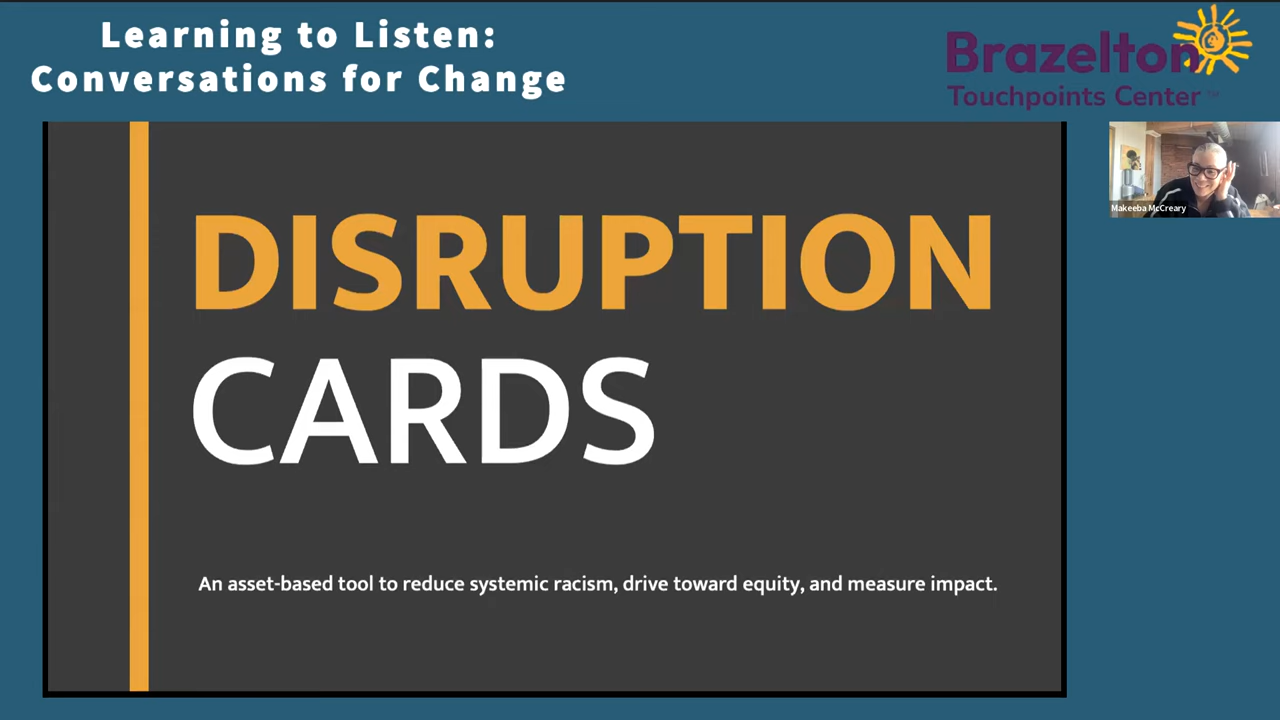 Learning to Listen:
Conversations for Change
Brazelton
Touchpoints Center™
Makeeba McCreary
DISRUPTION
CARDS
An asset-based tool to reduce systemic racism, drive toward equity, and measure impact.